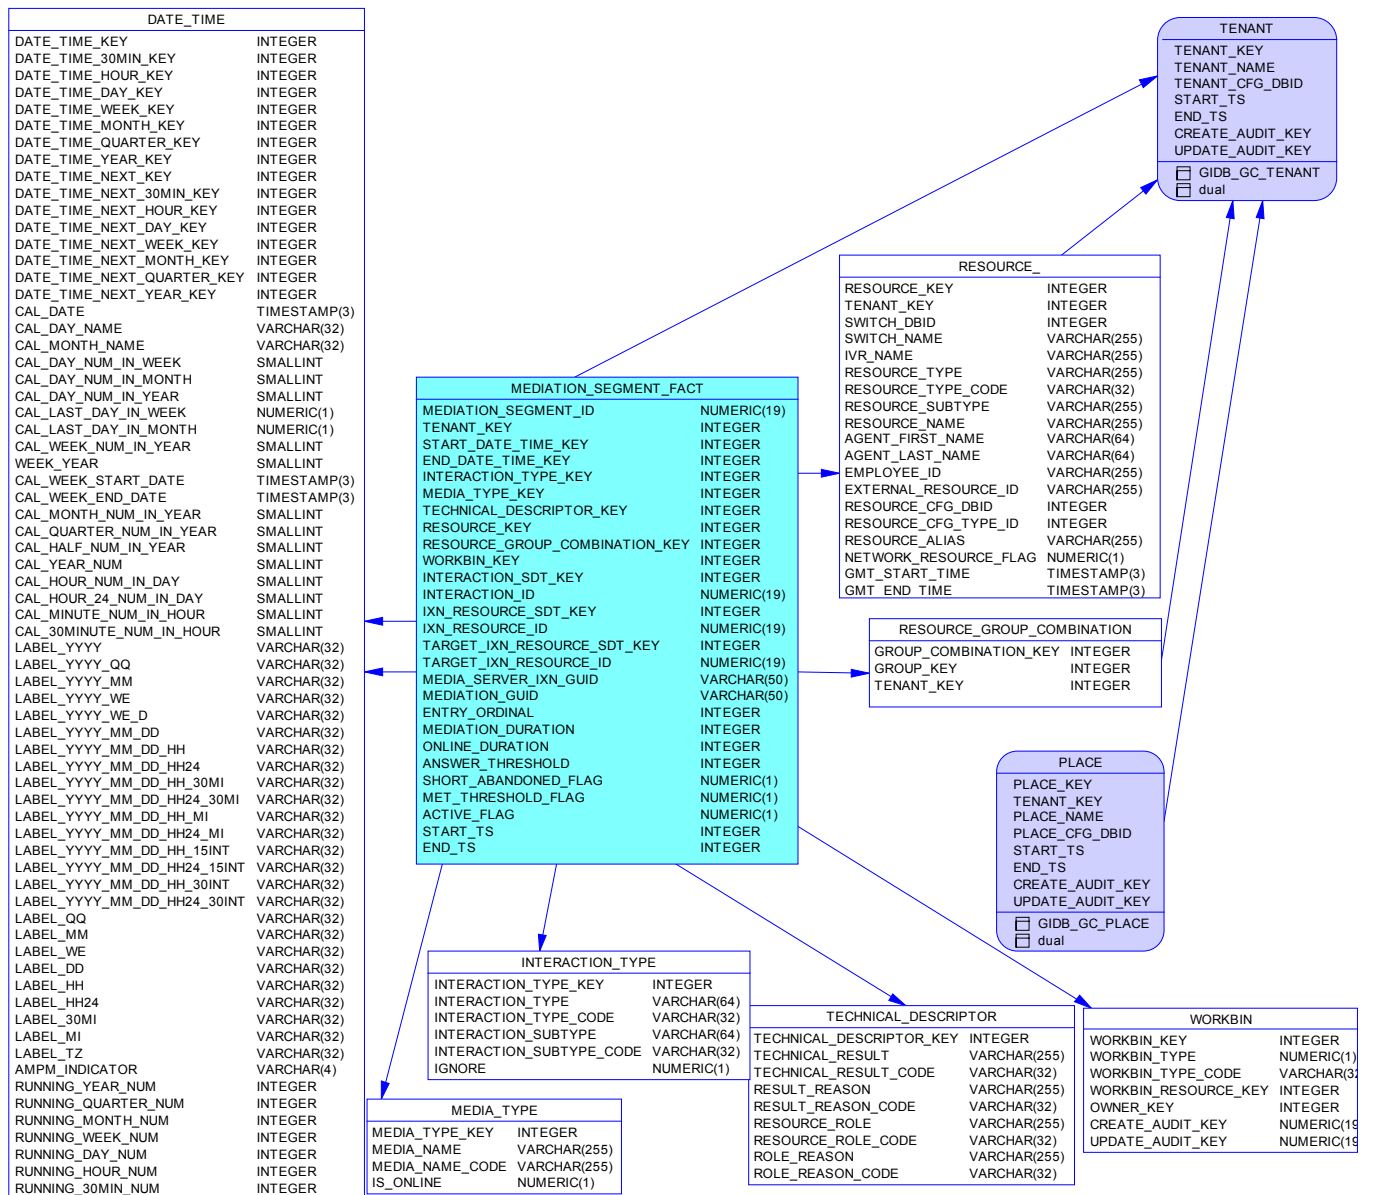 DATE_TIME
DATE_TIME_KEY INTEGER
DATE_TIME_30MIN_KEY INTEGER
DATE_TIME_HOUR_KEY INTEGER
DATE_TIME_DAY_KEY INTEGER
DATE_TIME_WEEK_KEY INTEGER
DATE_TIME_MONTH_KEY INTEGER
DATE_TIME_QUARTER_KEY INTEGER
DATE_TIME_YEAR_KEY INTEGER
DATE_TIME_NEXT_KEY INTEGER
DATE_TIME_NEXT_30MIN_KEY INTEGER
DATE_TIME_NEXT_HOUR_KEY INTEGER
DATE_TIME_NEXT_DAY_KEY INTEGER
DATE_TIME_NEXT_WEEK_KEY INTEGER
DATE_TIME_NEXT_MONTH_KEY INTEGER
DATE_TIME_NEXT_QUARTER_KEY INTEGER
DATE_TIME_NEXT_YEAR_KEY INTEGER
CAL_DATE TIMESTAMP(3)
CAL_DAY_NAME VARCHAR(32)
CAL_MONTH_NAME VARCHAR(32)
CAL_DAY_NUM_IN_WEEK SMALLINT
CAL_DAY_NUM_IN_MONTH SMALLINT
CAL_DAY_NUM_IN_YEAR SMALLINT
CAL_LAST_DAY_IN_WEEK NUMERIC(1)
CAL_LAST_DAY_IN_MONTH NUMERIC(1)
CAL_WEEK_NUM_IN_YEAR SMALLINT
WEEK_YEAR SMALLINT
CAL_WEEK_START_DATE TIMESTAMP(3)
CAL_WEEK_END_DATE TIMESTAMP(3)
CAL_MONTH_NUM_IN_YEAR SMALLINT
CAL_QUARTER_NUM_IN_YEAR SMALLINT
CAL_HALF_NUM_IN_YEAR SMALLINT
CAL_YEAR_NUM SMALLINT
CAL_HOUR_NUM_IN_DAY SMALLINT
CAL_HOUR_24_NUM_IN_DAY SMALLINT
CAL_MINUTE_NUM_IN_HOUR SMALLINT
CAL_30MINUTE_NUM_IN_HOUR SMALLINT
LABEL_YYYY VARCHAR(32)
LABEL_YYYY_QQ VARCHAR(32)
LABEL_YYYY_MM VARCHAR(32)
LABEL_YYYY_WE VARCHAR(32)
LABEL_YYYY_WE_D VARCHAR(32)
LABEL_YYYY_MM_DD VARCHAR(32)
LABEL_YYYY_MM_DD_HH VARCHAR(32)
LABEL_YYYY_MM_DD_HH24 VARCHAR(32)
LABEL_YYYY_MM_DD_HH_30MI VARCHAR(32)
LABEL_YYYY_MM_DD_HH24_30MI VARCHAR(32)
LABEL_YYYY_MM_DD_HH_MI VARCHAR(32)
LABEL_YYYY_MM_DD_HH24_MI VARCHAR(32)
LABEL_YYYY_MM_DD_HH_15INT VARCHAR(32)
LABEL_YYYY_MM_DD_HH24_15INT VARCHAR(32)
LABEL_YYYY_MM_DD_HH_30INT VARCHAR(32)
LABEL_YYYY_MM_DD_HH24_30INT VARCHAR(32)
LABEL_QQ VARCHAR(32)
LABEL_MM VARCHAR(32)
LABEL_WE VARCHAR(32)
LABEL_DD VARCHAR(32)
LABEL_HH VARCHAR(32)
LABEL_HH24 VARCHAR(32)
LABEL_30MI VARCHAR(32)
LABEL_MI VARCHAR(32)
LABEL_TZ VARCHAR(32)
AMPM_INDICATOR VARCHAR(4)
RUNNING_YEAR_NUM INTEGER
RUNNING_QUARTER_NUM INTEGER
RUNNING_MONTH_NUM INTEGER
RUNNING_WEEK_NUM INTEGER
RUNNING_DAY_NUM INTEGER
RUNNING_HOUR_NUM INTEGER
RUNNING_30MIN_NUM INTEGER
MEDIATION_SEGMENT_FACT
MEDIATION_SEGMENT_ID NUMERIC(19)
TENANT_KEY INTEGER
START_DATE_TIME_KEY INTEGER
END_DATE_TIME_KEY INTEGER
INTERACTION_TYPE_KEY INTEGER
MEDIA_TYPE_KEY INTEGER
TECHNICAL_DESCRIPTOR_KEY INTEGER
RESOURCE_KEY INTEGER
RESOURCE_GROUP_COMBINATION_KEY INTEGER
WORKBIN_KEY INTEGER
INTERACTION_SDT_KEY INTEGER
INTERACTION_ID NUMERIC(19)
IXN_RESOURCE_SDT_KEY INTEGER
IXN_RESOURCE_ID NUMERIC(19)
TARGET_IXN_RESOURCE_SDT_KEY INTEGER
TARGET_IXN_RESOURCE_ID NUMERIC(19)
MEDIA_SERVER_IXN_GUID VARCHAR(50)
MEDIATION_GUID VARCHAR(50)
ENTRY_ORDINAL INTEGER
MEDIATION_DURATION INTEGER
ONLINE_DURATION INTEGER
ANSWER_THRESHOLD INTEGER
SHORT_ABANDONED_FLAG NUMERIC(1)
MET_THRESHOLD_FLAG NUMERIC(1)
ACTIVE_FLAG NUMERIC(1)
START_TS INTEGER
END_TS INTEGER
TENANT
TENANT_KEY
TENANT_NAME
TENANT_CFG_DBID
START_TS
END_TS
CREATE_AUDIT_KEY
UPDATE_AUDIT_KEY
GIDB_GC_TENANT
dual
RESOURCE_
RESOURCE_KEY INTEGER
TENANT_KEY INTEGER
SWITCH_DBID INTEGER
SWITCH_NAME VARCHAR(255)
IVR_NAME VARCHAR(255)
RESOURCE_TYPE VARCHAR(255)
RESOURCE_TYPE_CODE VARCHAR(32)
RESOURCE_SUBTYPE VARCHAR(255)
RESOURCE_NAME VARCHAR(255)
AGENT_FIRST_NAME VARCHAR(64)
AGENT_LAST_NAME VARCHAR(64)
EMPLOYEE_ID VARCHAR(255)
EXTERNAL_RESOURCE_ID VARCHAR(255)
RESOURCE_CFG_DBID INTEGER
RESOURCE_CFG_TYPE_ID INTEGER
RESOURCE_ALIAS VARCHAR(255)
NETWORK_RESOURCE_FLAG NUMERIC(1)
GMT_START_TIME TIMESTAMP(3)
GMT_END_TIME TIMESTAMP(3)
RESOURCE_GROUP_COMBINATION
GROUP_COMBINATION_KEY INTEGER
GROUP_KEY INTEGER
TENANT_KEY INTEGER
PLACE
PLACE_KEY
TENANT_KEY
PLACE_NAME
PLACE_CFG_DBID
START_TS
END_TS
CREATE_AUDIT_KEY
UPDATE_AUDIT_KEY
GIDB_GC_PLACE
dual
INTERACTION_TYPE
INTERACTION_TYPE_KEY INTEGER
INTERACTION_TYPE VARCHAR(64)
INTERACTION_TYPE_CODE VARCHAR(32)
INTERACTION_SUBTYPE VARCHAR(64)
INTERACTION_SUBTYPE_CODE VARCHAR(32)
IGNORE NUMERIC(1)
MEDIA_TYPE
MEDIA_TYPE_KEY INTEGER
MEDIA_NAME VARCHAR(255)
MEDIA_NAME_CODE VARCHAR(255)
IS_ONLINE NUMERIC(1)
TECHNICAL_DESCRIPTOR
TECHNICAL_DESCRIPTOR_KEY INTEGER
TECHNICAL_RESULT VARCHAR(255)
TECHNICAL_RESULT_CODE VARCHAR(32)
RESULT_REASON VARCHAR(255)
RESULT_REASON_CODE VARCHAR(32)
RESOURCE_ROLE VARCHAR(255)
RESOURCE_ROLE_CODE VARCHAR(32)
ROLE_REASON VARCHAR(255)
ROLE_REASON_CODE VARCHAR(32)
WORKBIN
WORKBIN_KEY INTEGER
WORKBIN_TYPE NUMERIC(1)
WORKBIN_TYPE_CODE VARCHAR(32
WORKBIN_RESOURCE_KEY INTEGER
OWNER_KEY INTEGER
CREATE_AUDIT_KEY NUMERIC(19
UPDATE_AUDIT_KEY NUMERIC(19